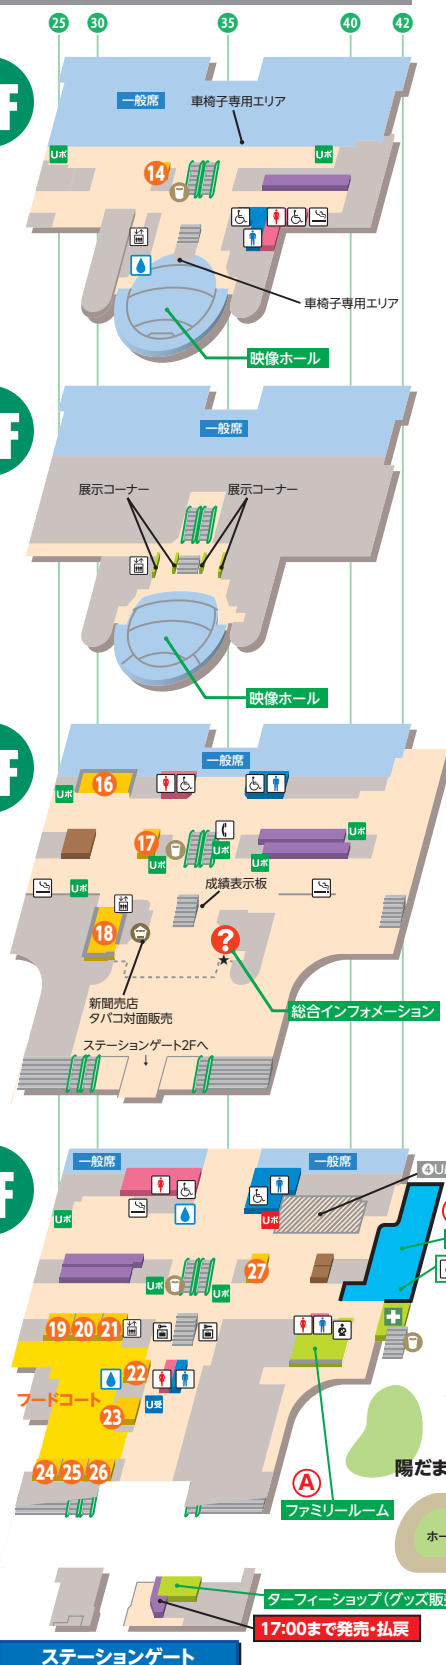 25 30 35 40 42
F
一般席 車椅子専用エリア
Uポ Uポ
14
車椅子専用エリア
映像ホール
F
一般席
展示コーナー 展示コーナー
映像ホール
F
一般席
Uポ 16
17 Uポ Uポ Uポ Uポ
Uポ
成績表示板
18
?
★
新聞売店
タバコ対面販売
総合インフォメーション
ステーションゲート2Fへ
F
一般席 一般席
Uポ Uポ
27
Uポ Uポ
19 20 21
22
フードコート
U受
23
24 25 26
A
ファミリールーム
陽だま
ホー
ターフィーショップ(グッズ販
17:00まで発売・払戻
ステーションゲート